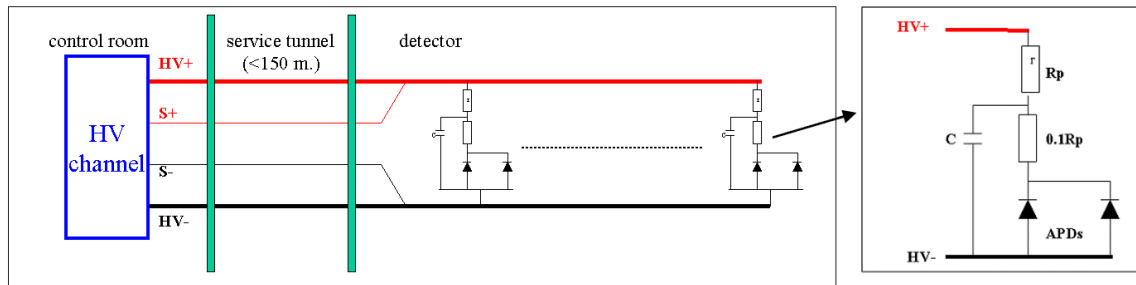 control room
service tunnel
(<150 m.)
detector
HV+
S+
HV
channel
S-
HV-
c
c
HV+
r
Rp
C
0.1Rp
APDs
HV-